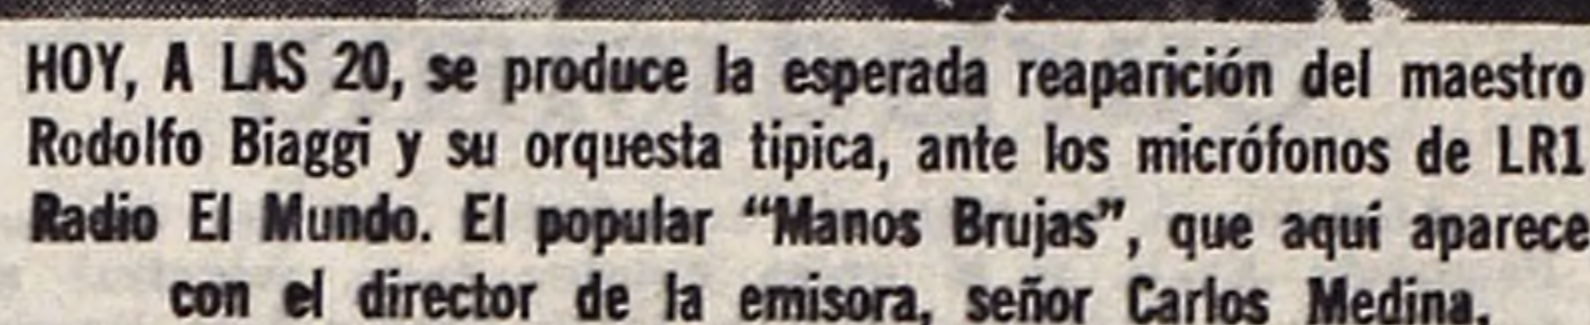 HOY, A LAS 20, se produce la esperada reaparición del maestro
Rodolfo Biaggi y su orquesta tipica, ante los micrófonos de LR1
Radio El Mundo. El popular “Manos Brujas”, que aquí aparece
con el director de la emisora, señor Carlos Medina.